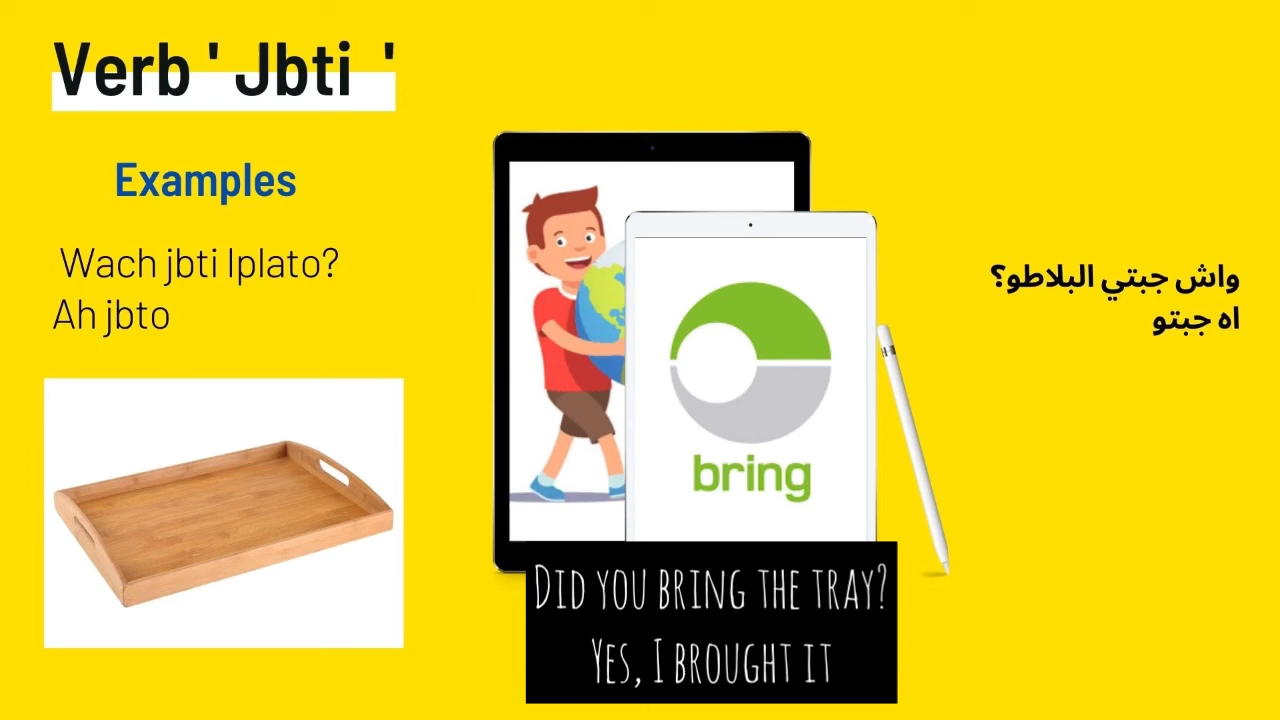 Verb ' Jbti '
Examples
Wach jbti lplato?
Ah jbto
bring
واش جبتي البلاطو؟
اه جبتو
Did you bring the tray?
Yes, I brought it